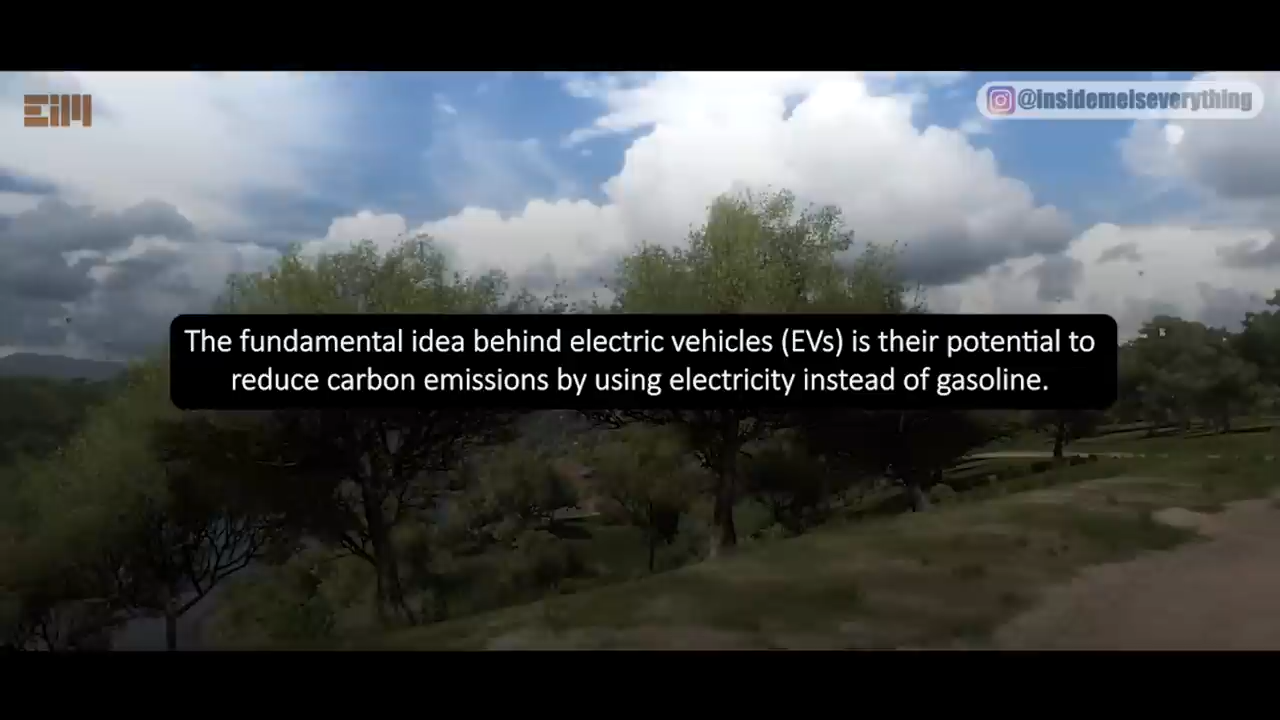 EiM
@insidemeiseverything
The fundamental idea behind electric vehicles (EVs) is their potential to
reduce carbon emissions by using electricity instead of gasoline.